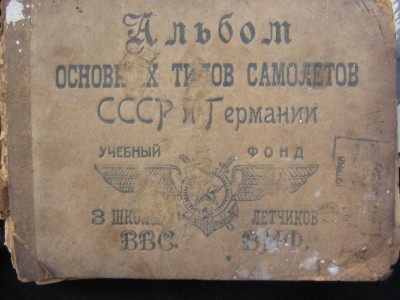 Альбом
ОСНОВНЫХ ТИПОВ САМОЛЕТОВ
СССР и Германии
УЧЕБНЫЙ ФОНД
3 ШКОЛЫ ЛЕТЧИКОВ
ВВС. ВМФ.